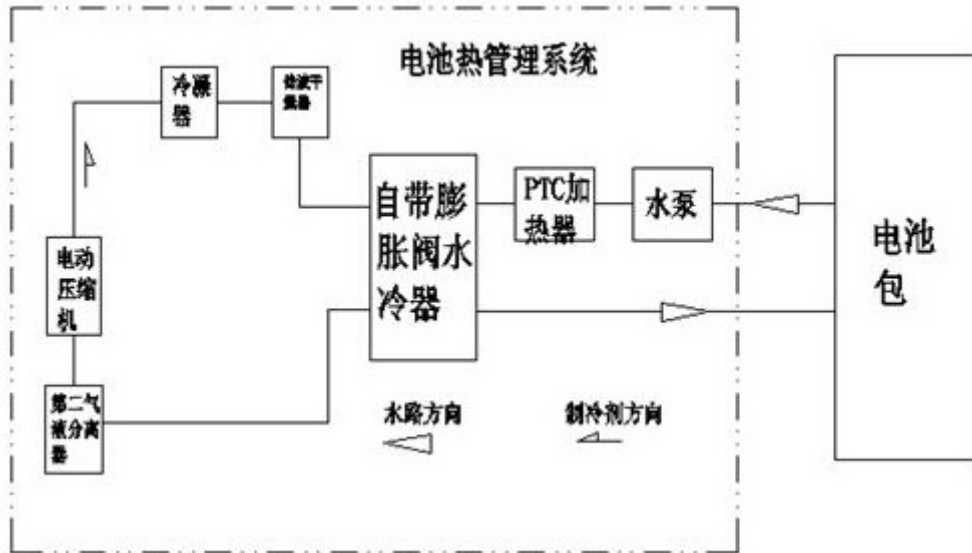 电池热管理系统
冷凝器
干燥器
自带膨
胀阀水
冷器
PTC加
热器
水泵
电池
包
电动
压缩
机
第二气
液分离
器
水路方向
制冷剂方向